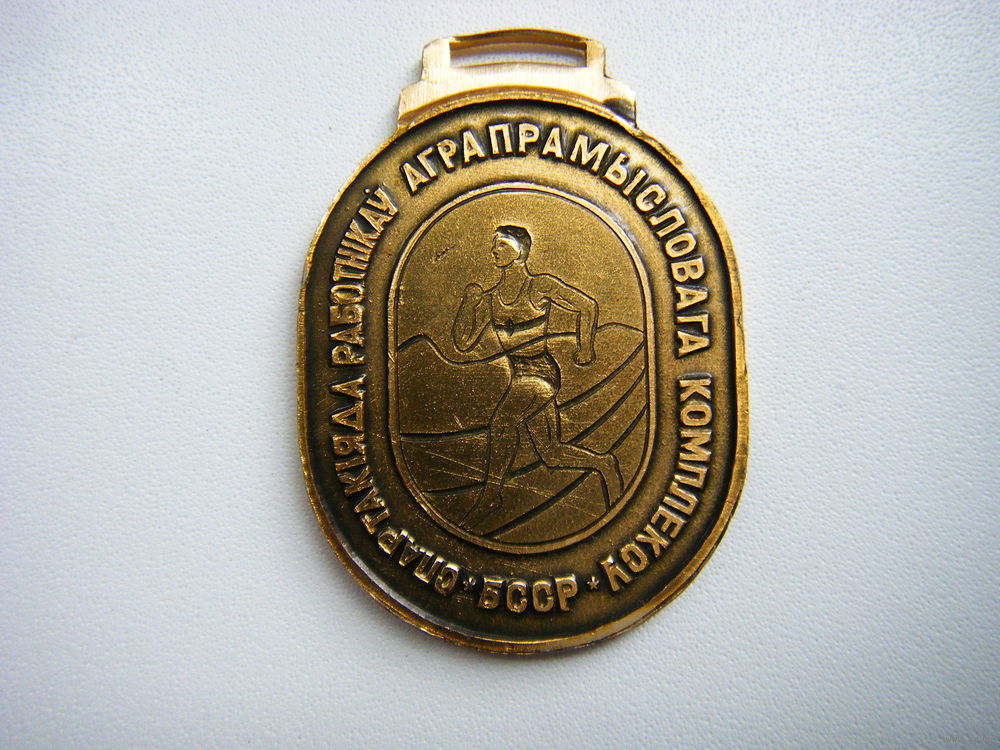 СПАРТАКІЯДА РАБОТНІКАЎ АГРАПРАМЫСЛОВАГА КОМПЛЕКСУ
* БССР *